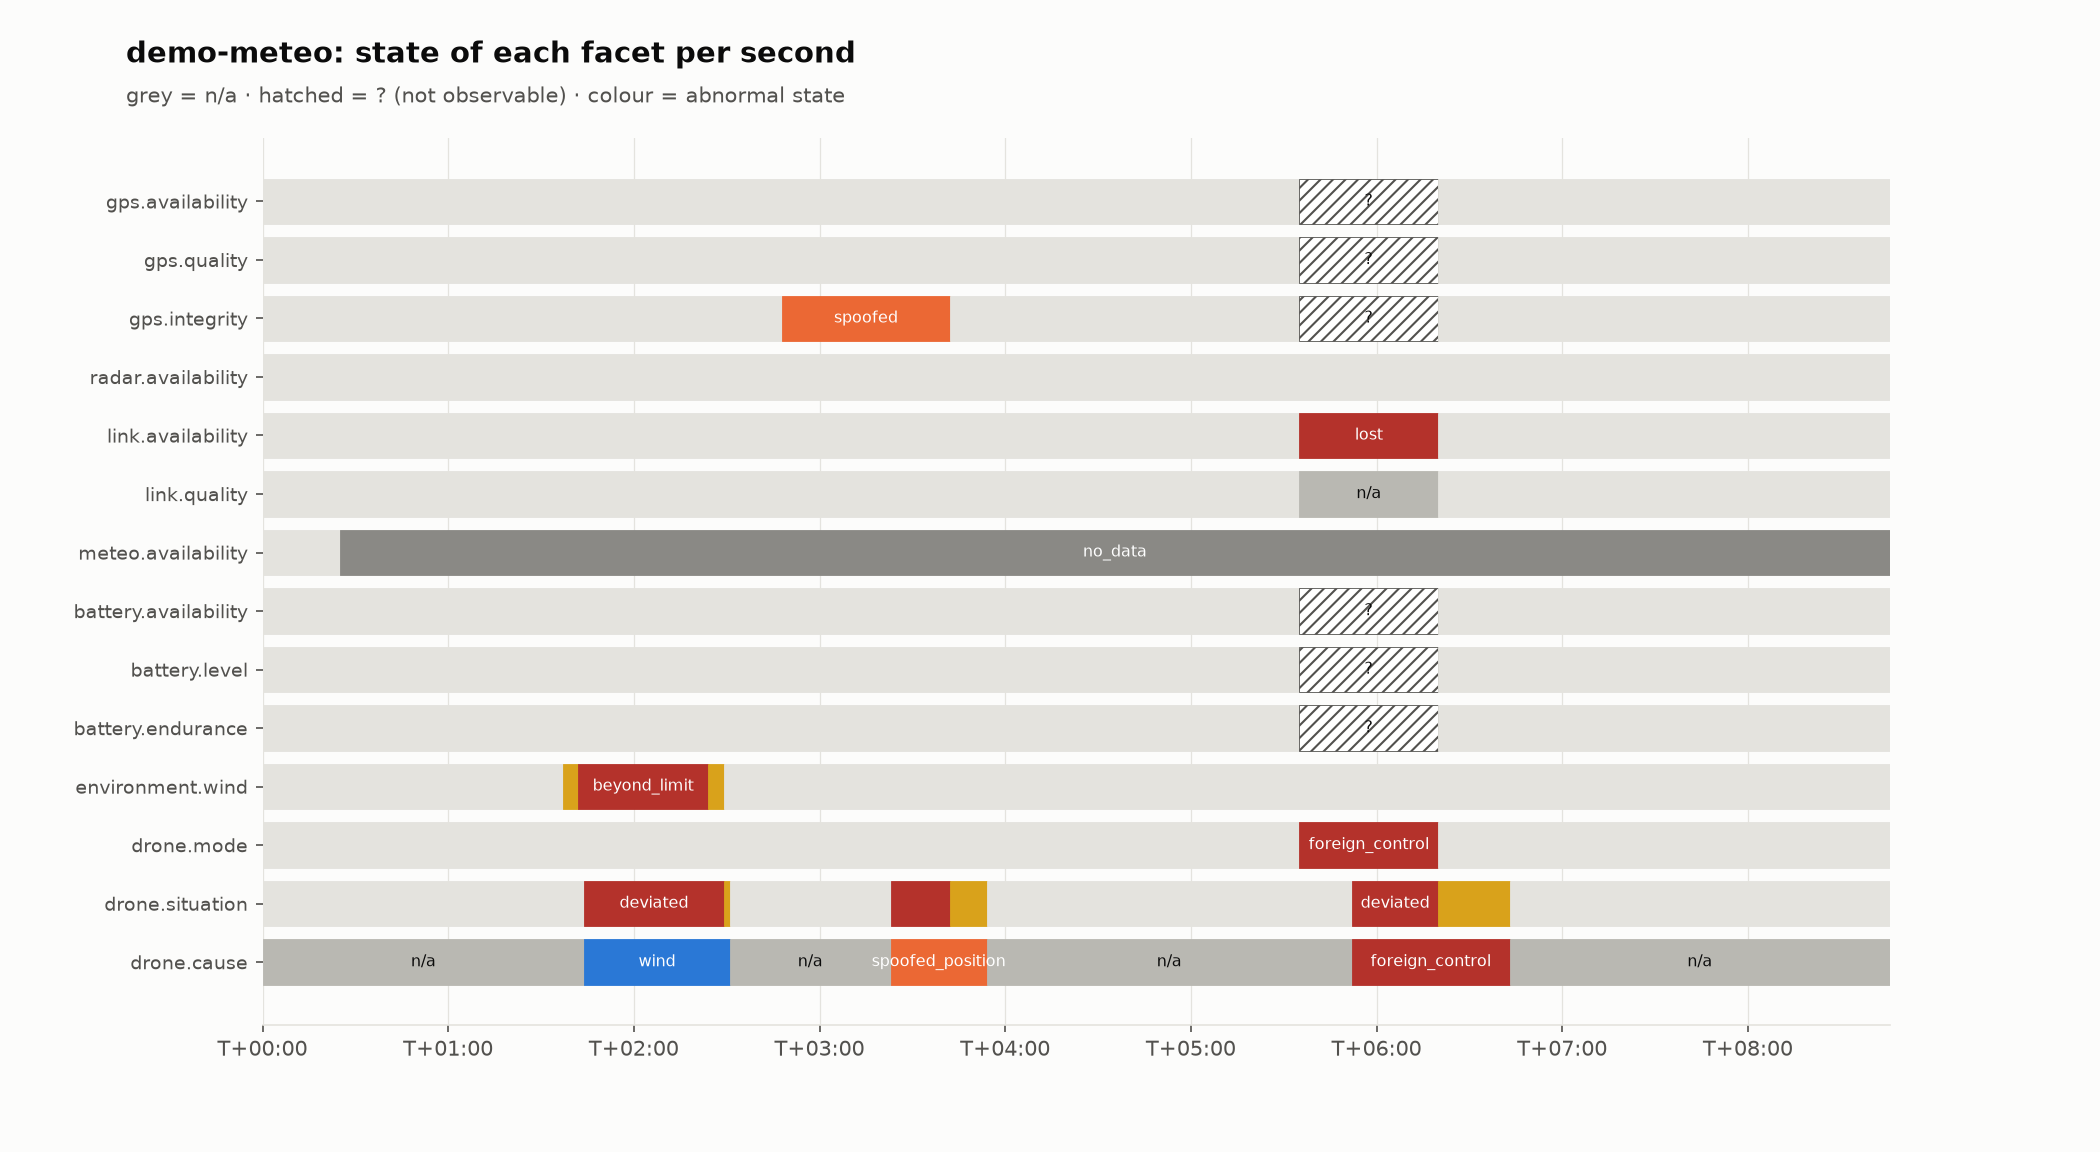 demo-meteo: state of each facet per second
grey = n/a · hatched = ? (not observable) · colour = abnormal state
gps.availability ?
gps.quality ?
gps.integrity spoofed ?
radar.availability
link.availability lost
link.quality n/a
meteo.availability no_data
battery.availability ?
battery.level ?
battery.endurance ?
environment.wind beyond_limit
drone.mode foreign_control
drone.situation deviated deviated
drone.cause n/a wind n/a spoofed_position n/a foreign_control n/a
T+00:00 T+01:00 T+02:00 T+03:00 T+04:00 T+05:00 T+06:00 T+07:00 T+08:00